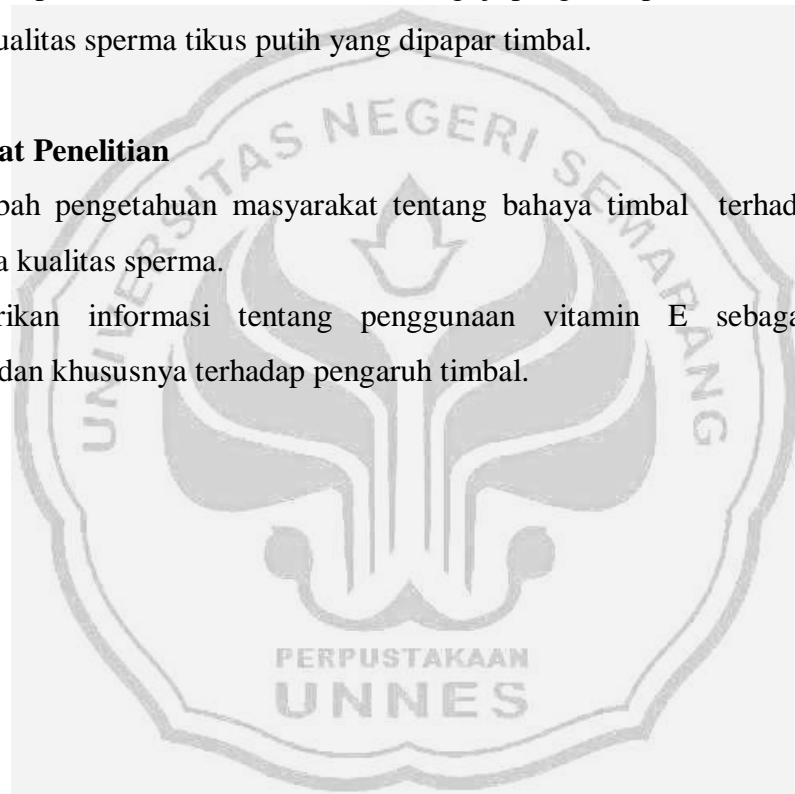 ualitas sperma tikus putih yang dipapar timbal.
at Penelitian
bah pengetahuan masyarakat tentang bahaya timbal terhad
a kualitas sperma.
rikan informasi tentang penggunaan vitamin E sebaga
dan khususnya terhadap pengaruh timbal.
UNIVERSITAS NEGERI SEMARANG
PERPUSTAKAAN
UNNES